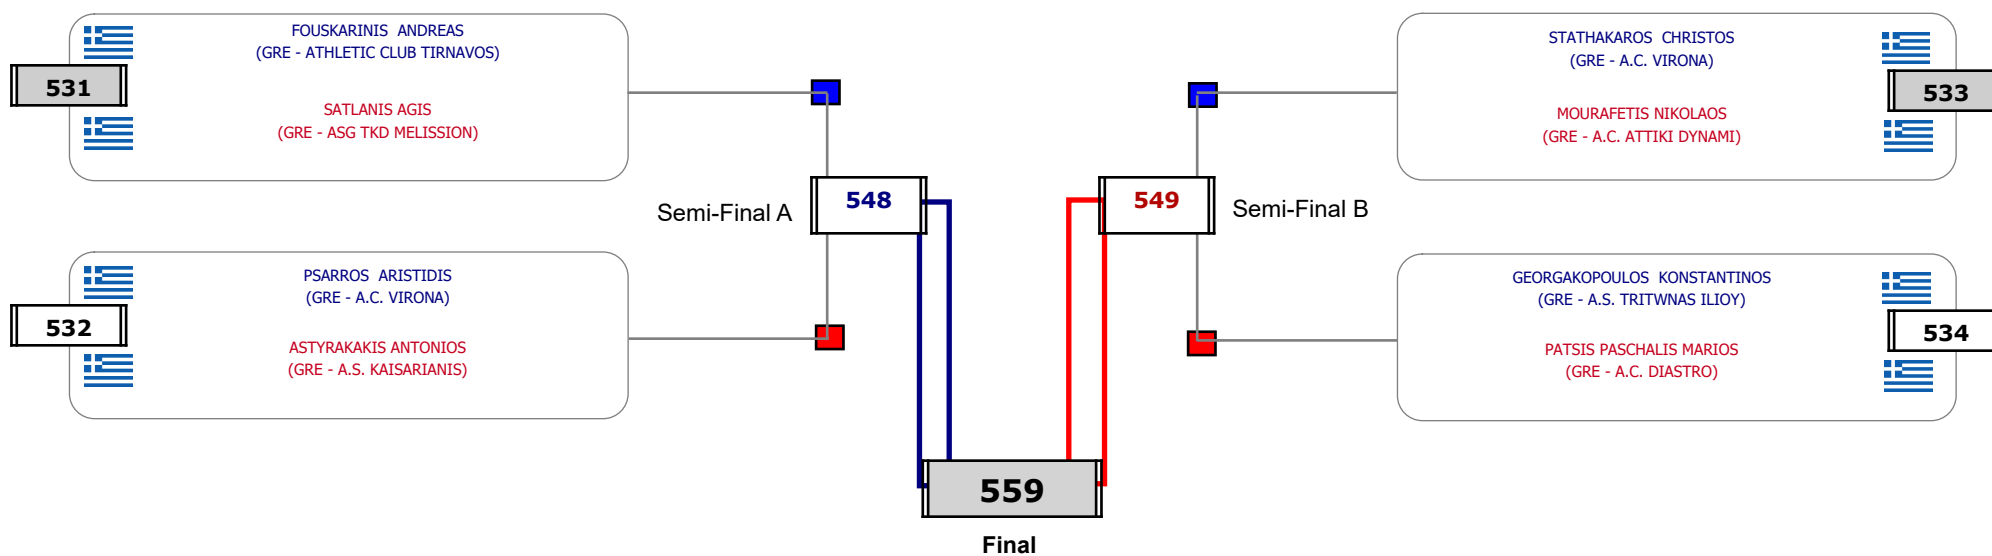 FOUSKARINIS ANDREAS
(GRE - ATHLETIC CLUB TIRNAVOS)
531
SATLANIS AGIS
(GRE - ASG TKD MELISSION)
STATHAKAROS CHRISTOS
(GRE - A.C. VIRONA)
533
MOURAFETIS NIKOLAOS
(GRE - A.C. ATTIKI DYNAMI)
Semi-Final A
548
549
Semi-Final B
PSARROS ARISTIDIS
(GRE - A.C. VIRONA)
532
ASTYRAKAKIS ANTONIOS
(GRE - A.S. KAISARIANIS)
GEORGAKOPOULOS KONSTANTINOS
(GRE - A.S. TRITWNAS ILIOY)
534
PATSIS PASCHALIS MARIOS
(GRE - A.C. DIASTRO)
559
Final